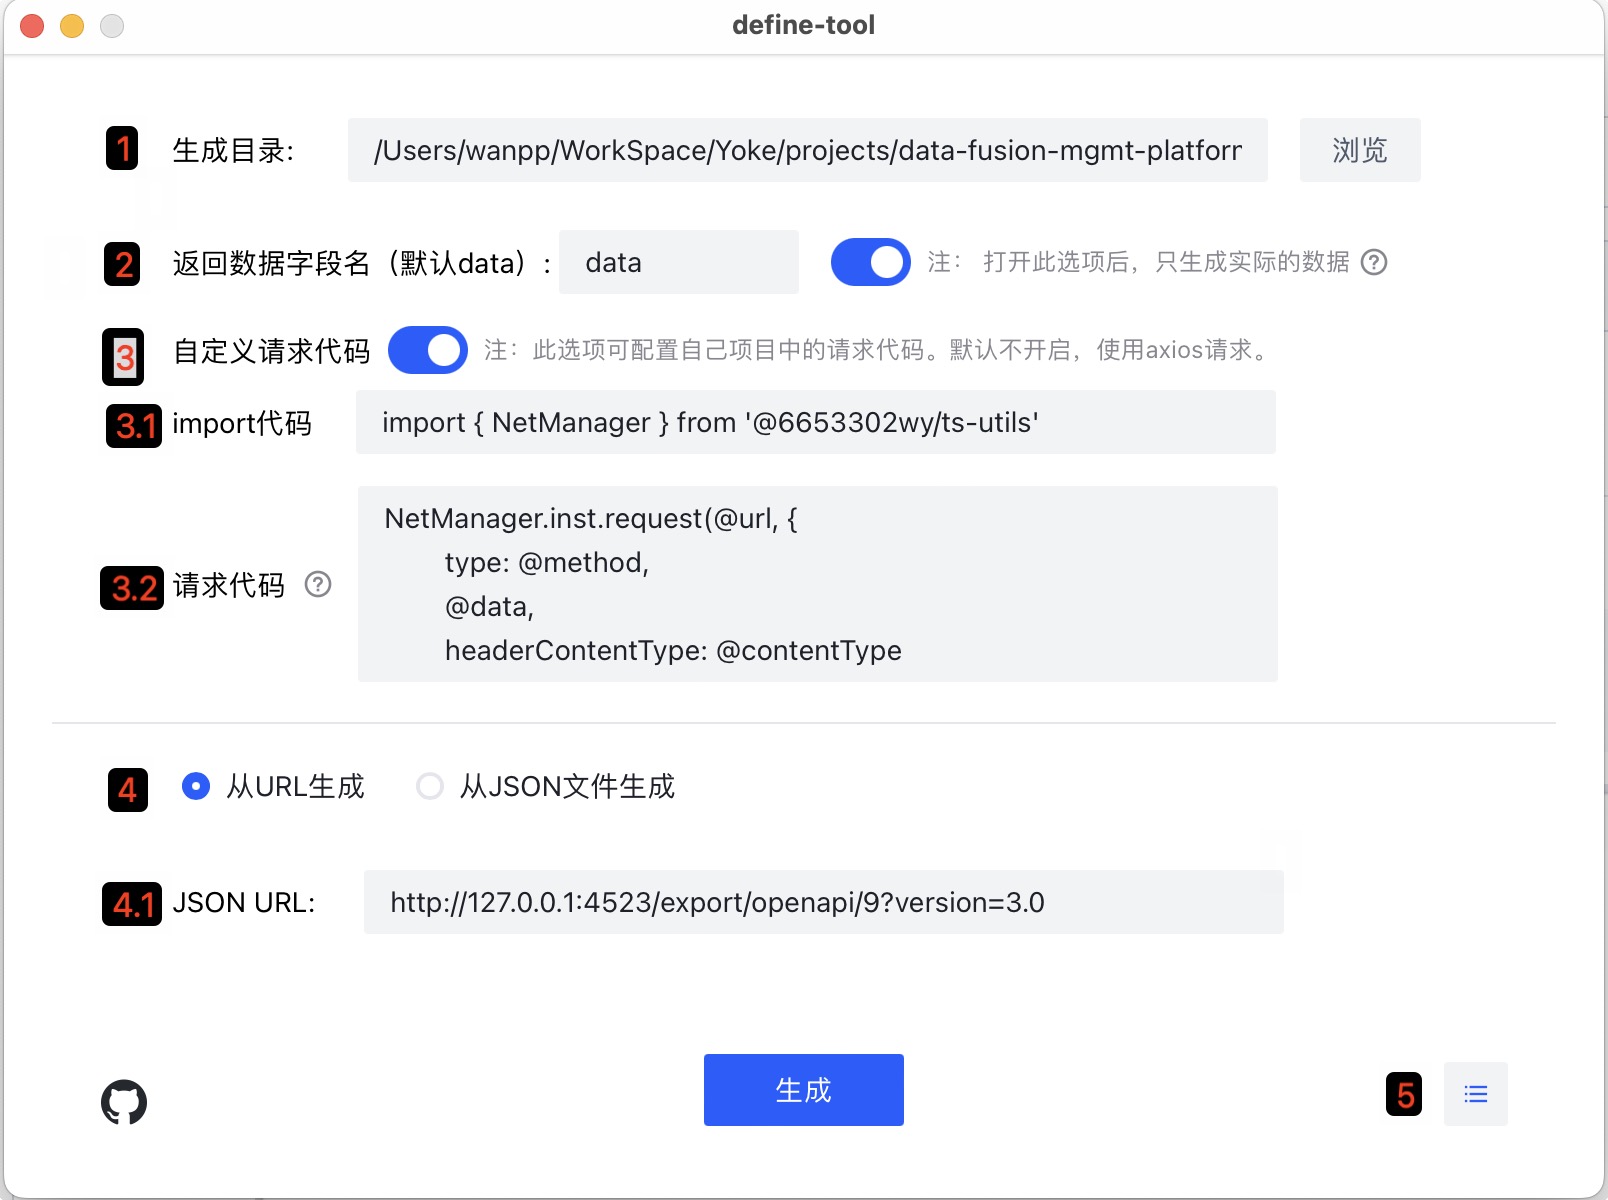 define-tool
1 生成目录: /Users/wanpp/WorkSpace/Yoke/projects/data-fusion-mgmt-platforr 浏览
2 返回数据字段名（默认data）: data 注： 打开此选项后，只生成实际的数据 ?
3 自定义请求代码 注：此选项可配置自己项目中的请求代码。默认不开启，使用axios请求。
3.1 import代码 import { NetManager } from '@6653302wy/ts-utils'
3.2 请求代码 ?
NetManager.inst.request(@url, {
type: @method,
@data,
headerContentType: @contentType
4 从URL生成 从JSON文件生成
4.1 JSON URL: http://127.0.0.1:4523/export/openapi/9?version=3.0
生成
5